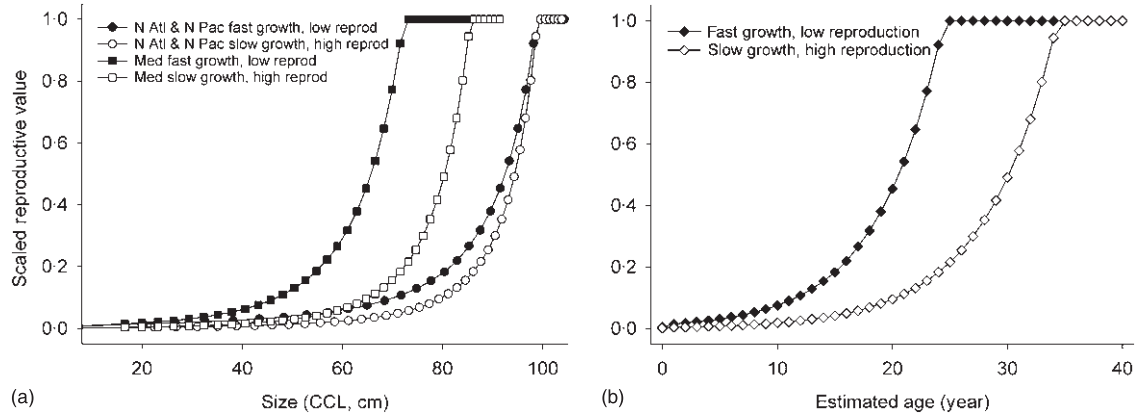 N Atl & N Pac fast growth, low reprod
N Atl & N Pac slow growth, high reprod
Med fast growth, low reprod
Med slow growth, high reprod
Scaled reproductive value
1·0
0·8
0·6
0·4
0·2
0·0
20 40 60 80 100
Size (CCL, cm)
(a)
Fast growth, low reproduction
Slow growth, high reproduction
1·0
0·8
0·6
0·4
0·2
0·0
0 10 20 30 40
Estimated age (year)
(b)